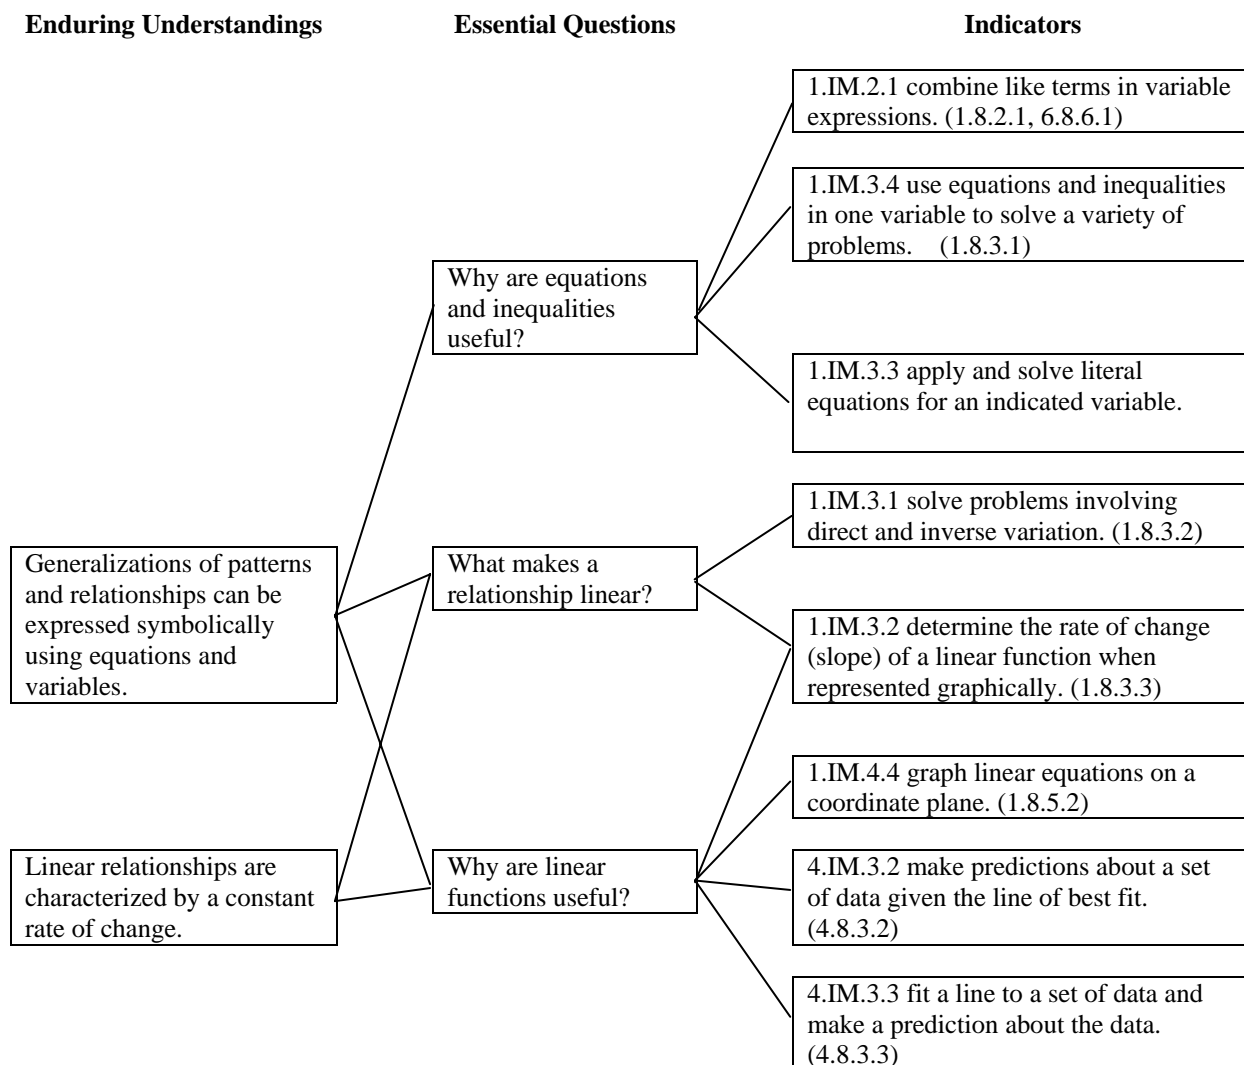 Enduring Understandings
Essential Questions
Indicators
1.IM.2.1 combine like terms in variable
expressions. (1.8.2.1, 6.8.6.1)
1.IM.3.4 use equations and inequalities
in one variable to solve a variety of
problems. (1.8.3.1)
Why are equations
and inequalities
useful?
1.IM.3.3 apply and solve literal
equations for an indicated variable.
1.IM.3.1 solve problems involving
direct and inverse variation. (1.8.3.2)
Generalizations of patterns
and relationships can be
expressed symbolically
using equations and
variables.
What makes a
relationship linear?
1.IM.3.2 determine the rate of change
(slope) of a linear function when
represented graphically. (1.8.3.3)
1.IM.4.4 graph linear equations on a
coordinate plane. (1.8.5.2)
Linear relationships are
characterized by a constant
rate of change.
Why are linear
functions useful?
4.IM.3.2 make predictions about a set
of data given the line of best fit.
(4.8.3.2)
4.IM.3.3 fit a line to a set of data and
make a prediction about the data.
(4.8.3.3)